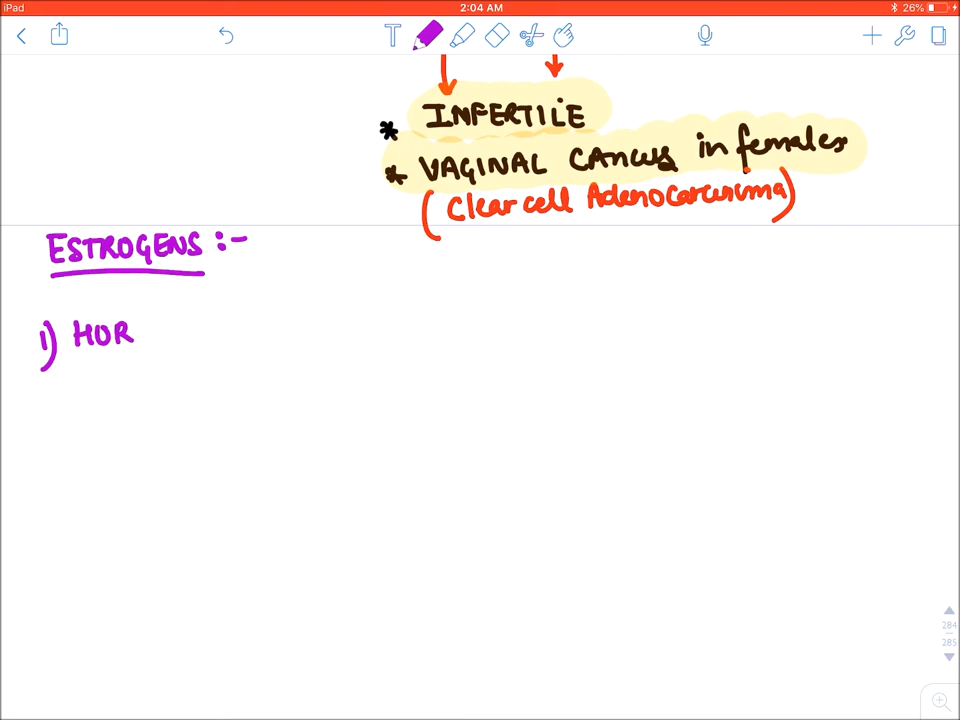 iPad 2:04 AM 26%
T
* INFERTILE
* VAGINAL CANCER in females
(Clear cell Adenocarcinoma)
ESTROGENS :-
1) HOR
284
285